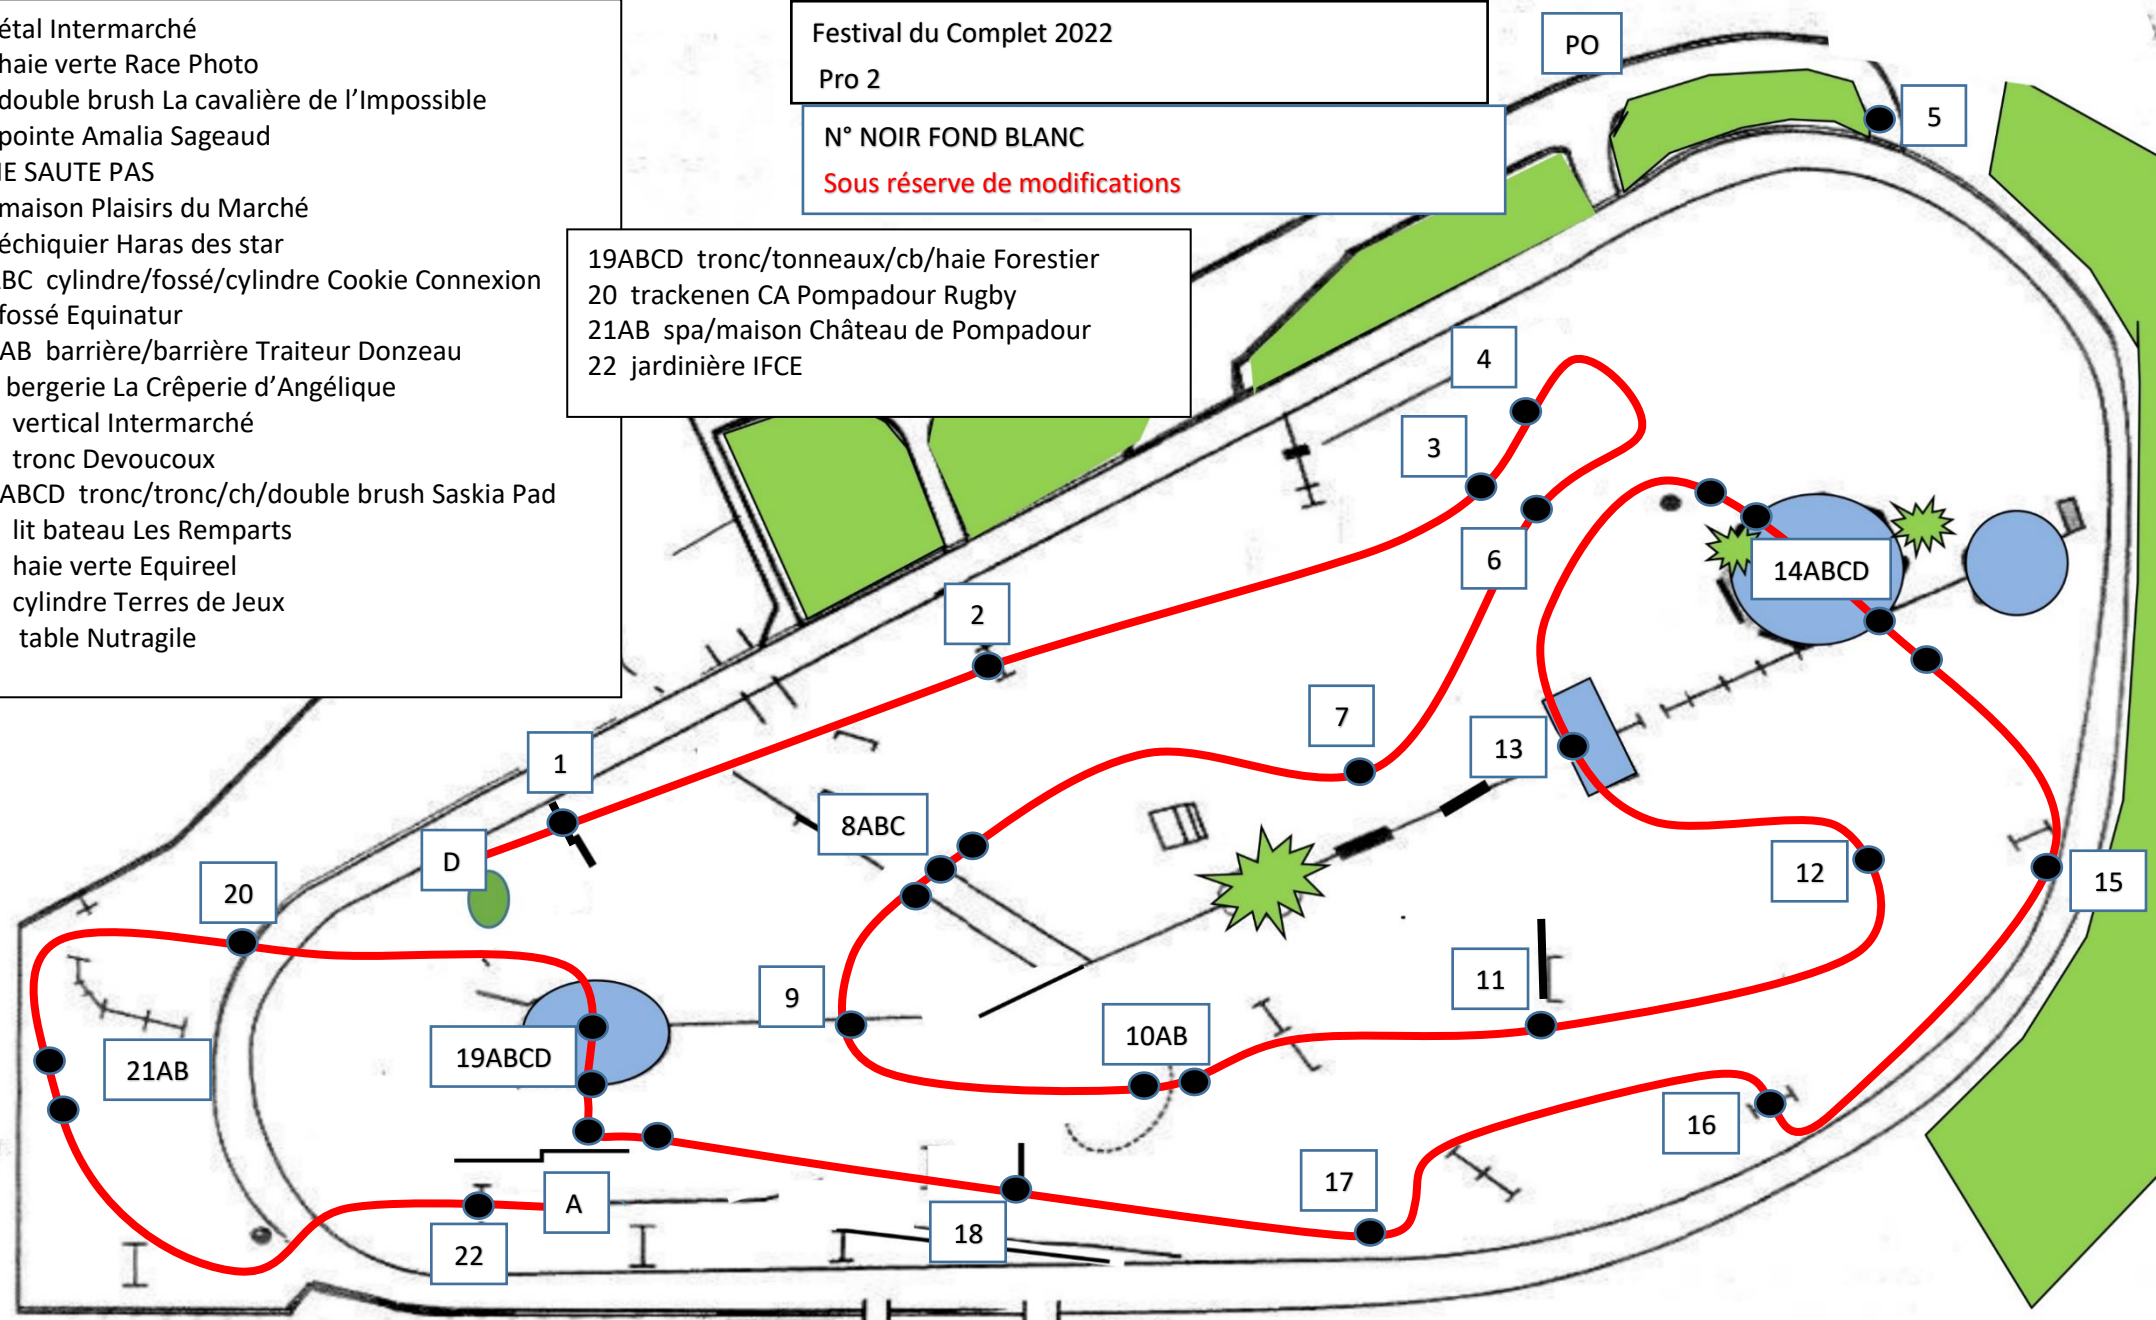 étal Intermarché
haie verte Race Photo
double brush La cavalière de l'Impossible
pointe Amalia Sageaud
NE SAUTE PAS
maison Plaisirs du Marché
échiquier Haras des star
BC cylindre/fossé/cylindre Cookie Connexion
fossé Equinatur
AB barrière/barrière Traiteur Donzeau
bergerie La Crêperie d'Angélique
vertical Intermarché
tronc Devoucoux
ABCD tronc/tronc/ch/double brush Saskia Pad
lit bateau Les Remparts
haie verte Equireel
cylindre Terres de Jeux
table Nutragile
Festival du Complet 2022
Pro 2
N° NOIR FOND BLANC
Sous réserve de modifications
19ABCD tronc/tonneaux/cb/haie Forestier
20 trackenen CA Pompadour Rugby
21AB spa/maison Château de Pompadour
22 jardinière IFCE
PO
5
4
3
6
14ABCD
2
7
13
1
8ABC
D
12
15
20
11
9
10AB
19ABCD
21AB
16
17
A
18
22